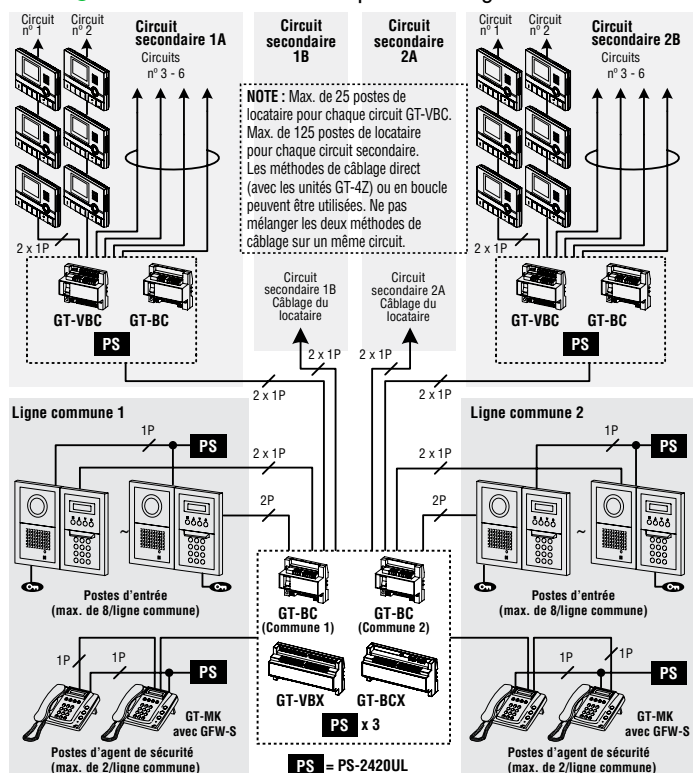 Circuit
nº 1
Circuit
nº 2
Circuit
secondaire 1A
Circuits
nº 3 - 6
Circuit
secondaire
1B
Circuit
secondaire
2A
Circuit
nº 1
Circuit
nº 2
Circuit
secondaire 2B
Circuits
nº 3 - 6
NOTE : Max. de 25 postes de
locataire pour chaque circuit GT-VBC.
Max. de 125 postes de locataire
pour chaque circuit secondaire.
Les méthodes de câblage direct
(avec les unités GT-4Z) ou en boucle
peuvent être utilisées. Ne pas
mélanger les deux méthodes de
câblage sur un même circuit.
2 x 1P
GT-VBC
GT-BC
PS
2 x 1P
GT-VBC
GT-BC
PS
Circuit
secondaire 1B
Câblage du
locataire
Circuit
secondaire 2A
Câblage du
locataire
2 x 1P
2 x 1P
2 x 1P
2 x 1P
Ligne commune 1
1P
PS
2 x 1P
2P
~
Postes d'entrée
(max. de 8/ligne commune)
1P
1P
PS
GT-MK
avec GFW-S
Postes d'agent de sécurité
(max. de 2/ligne commune)
GT-BC
(Commune 1)
GT-BC
(Commune 2)
GT-VBX
GT-BCX
PS x 3
PS = PS-2420UL
Ligne commune 2
1P
PS
2 x 1P
2P
~
Postes d'entrée
(max. de 8/ligne commune)
1P
1P
PS
GT-MK
avec GFW-S
Postes d'agent de sécurité
(max. de 2/ligne commune)